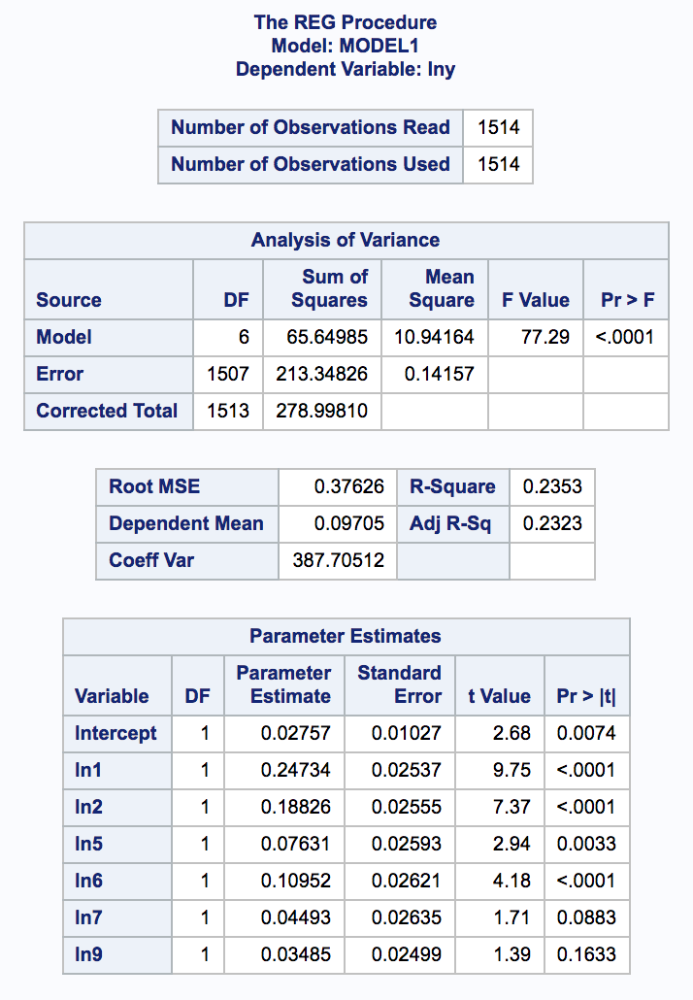 The REG Procedure
Model: MODEL1
Dependent Variable: lny
Number of Observations Read 1514
Number of Observations Used 1514
Analysis of Variance
Source DF Sum of Squares Mean Square F Value Pr > F
Model 6 65.64985 10.94164 77.29 <.0001
Error 1507 213.34826 0.14157
Corrected Total 1513 278.99810
Root MSE 0.37626 R-Square 0.2353
Dependent Mean 0.09705 Adj R-Sq 0.2323
Coeff Var 387.70512
Parameter Estimates
Variable DF Parameter Estimate Standard Error t Value Pr > |t|
Intercept 1 0.02757 0.01027 2.68 0.0074
ln1 1 0.24734 0.02537 9.75 <.0001
ln2 1 0.18826 0.02555 7.37 <.0001
ln5 1 0.07631 0.02593 2.94 0.0033
ln6 1 0.10952 0.02621 4.18 <.0001
ln7 1 0.04493 0.02635 1.71 0.0883
ln9 1 0.03485 0.02499 1.39 0.1633